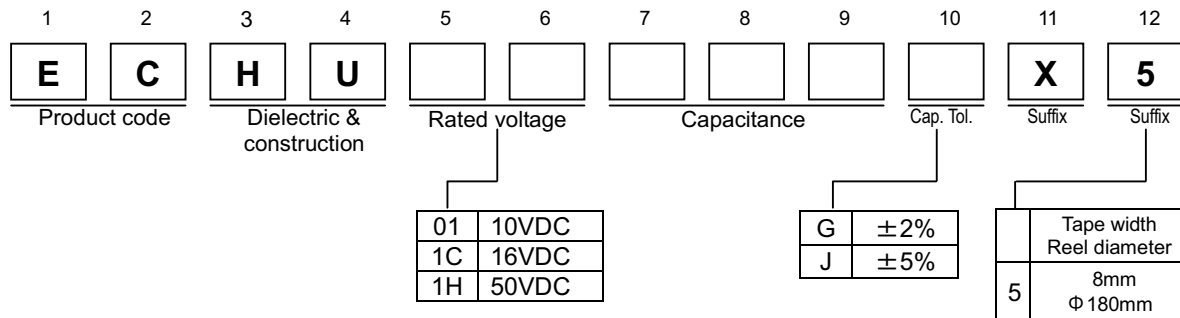 1 2 3 4 5 6 7 8 9 10 11 12
E C H U X 5
Product code Dielectric & construction Rated voltage Capacitance Cap. Tol. Suffix Suffix
01 10VDC
1C 16VDC
1H 50VDC
G ±2%
J ±5%
Tape width
Reel diameter
5 8mm
Φ180mm